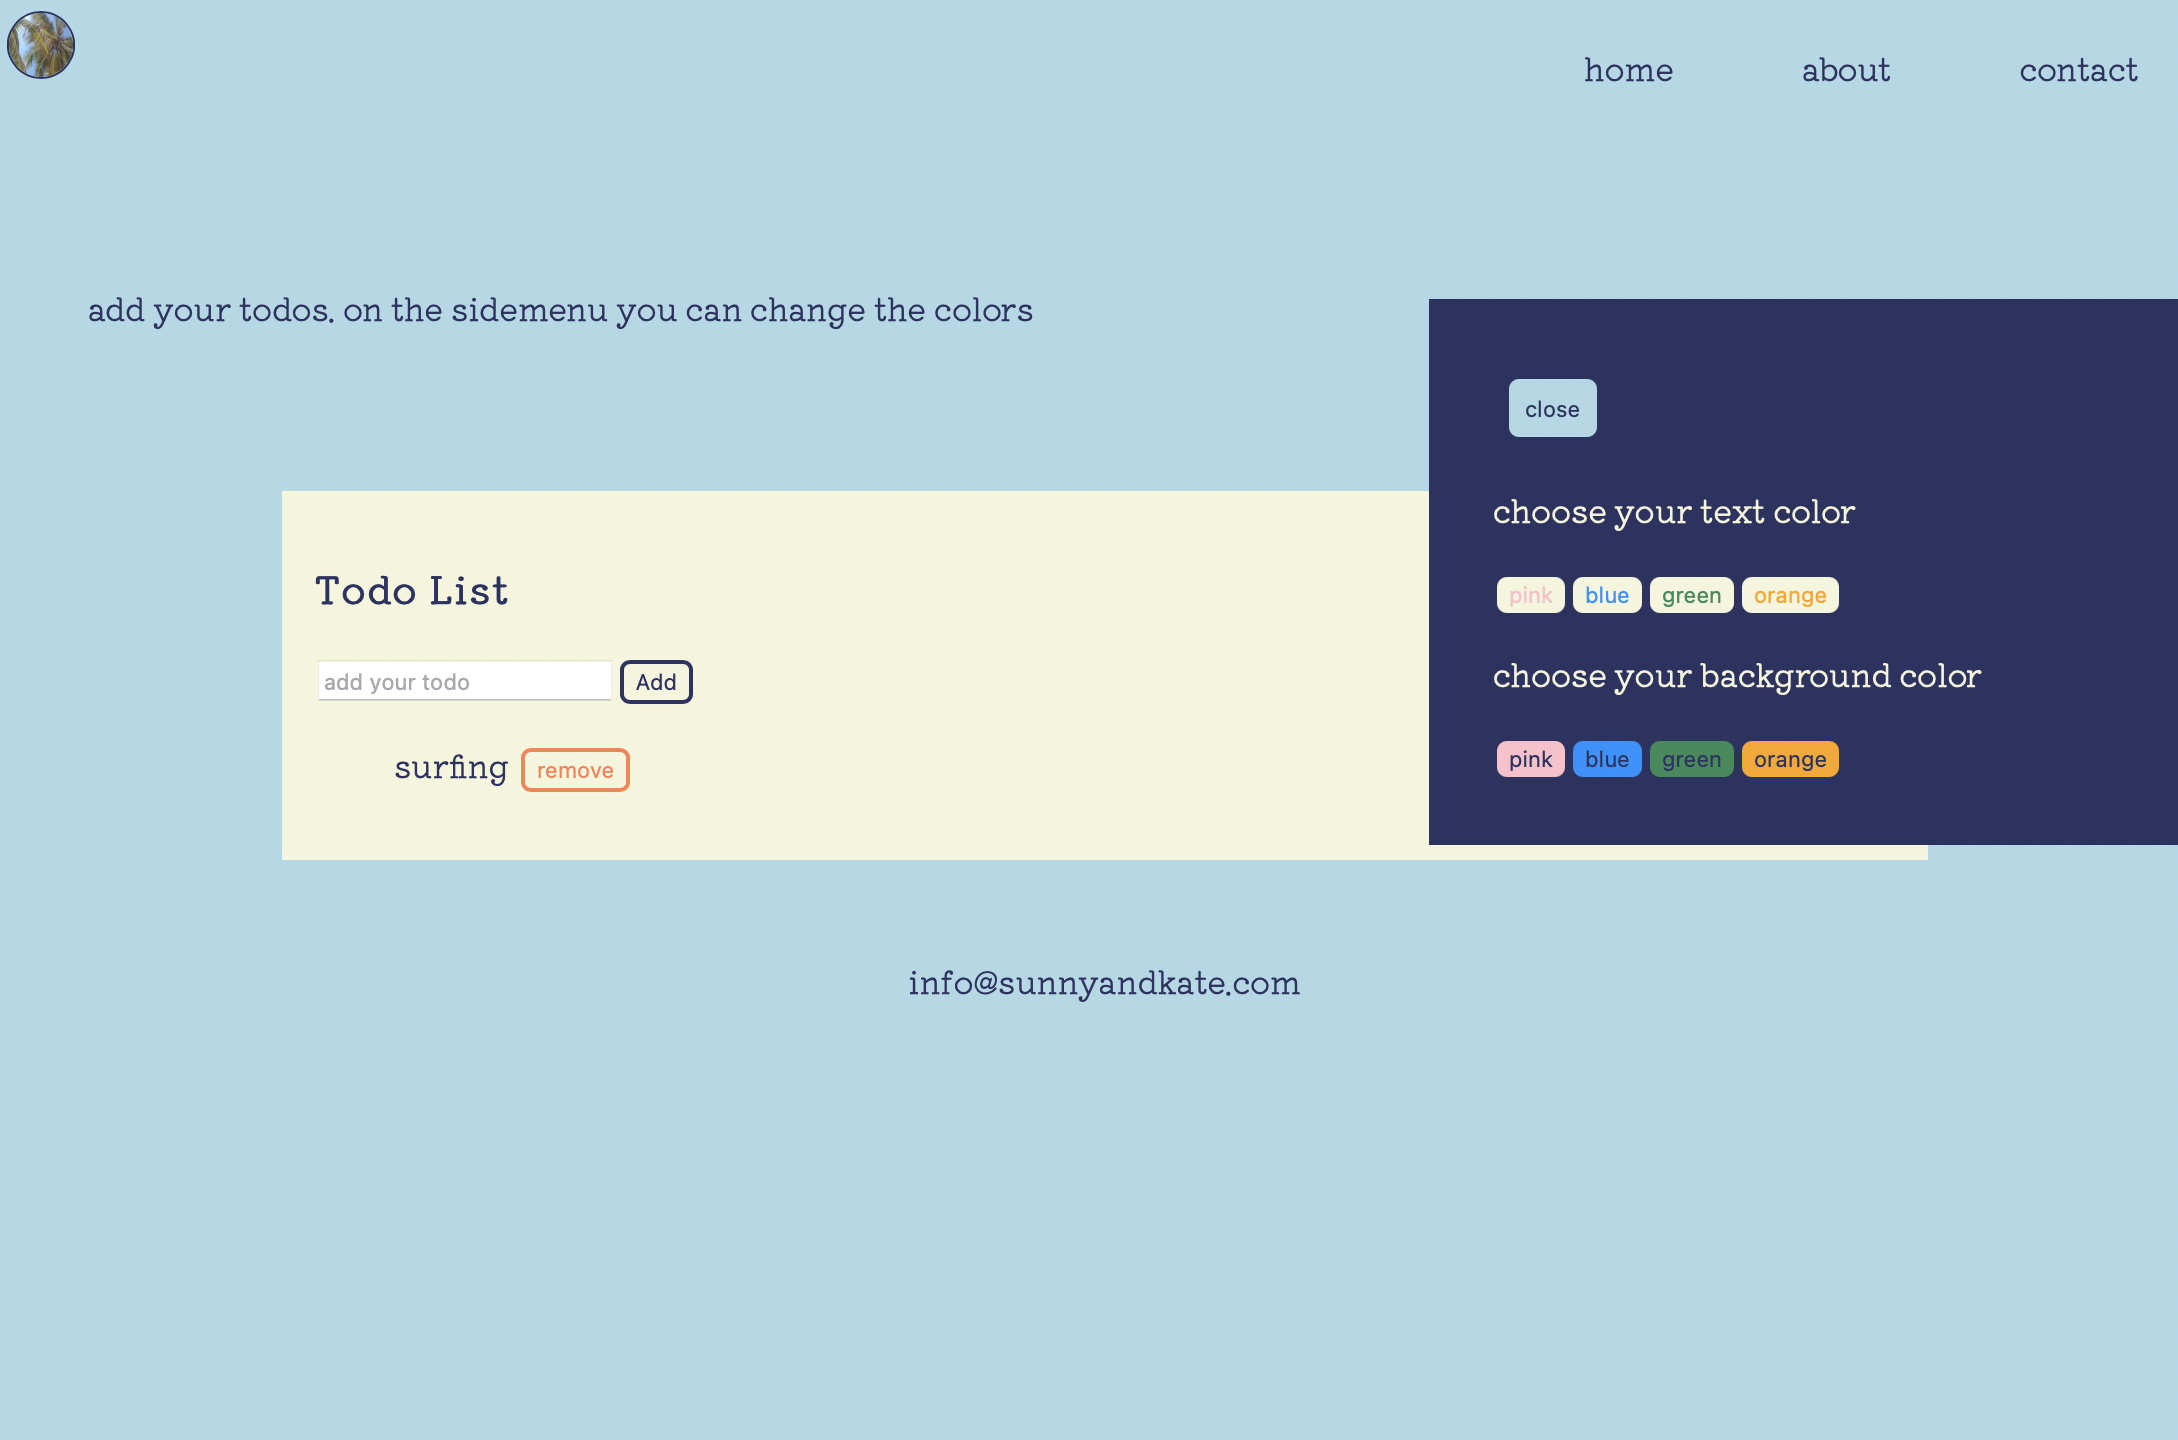 home about contact
add your todos. on the sidemenu you can change the colors
close
choose your text color
pink blue green orange
choose your background color
pink blue green orange
Todo List
add your todo Add
surfing remove
info@sunnyandkate.com